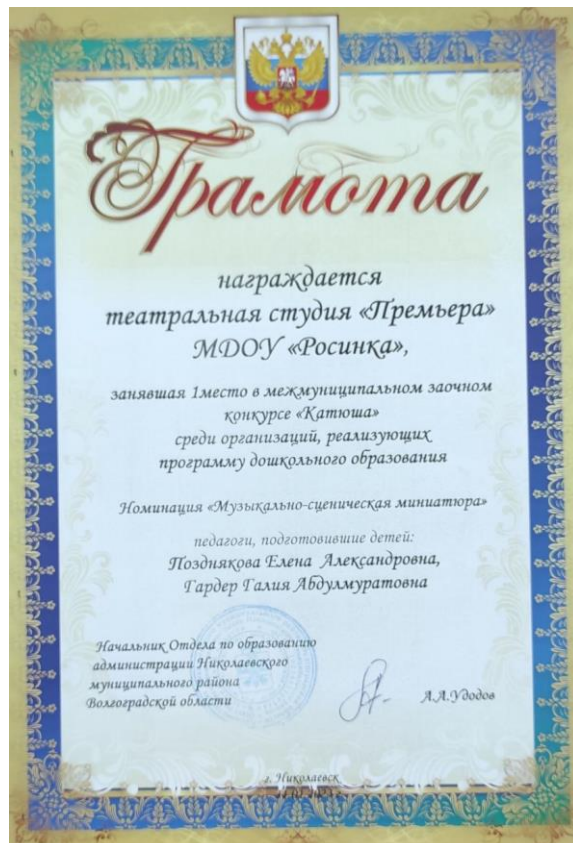 Грамота
награждается
театральная студия «Премьера»
МДОУ «Росинка»,
занявшая 1место в межмуниципальном заочном
конкурсе «Катюша»
среди организаций, реализующих
программу дошкольного образования
Номинация «Музыкально-сценическая миниатюра»
педагоги, подготовившие детей:
Позднякова Елена Александровна,
Гардер Галия Абдулмуратовна
Начальник Отдела по образованию
администрации Николаевского
муниципального района
Волгоградской области
А.А.Удодов
г. Николаевск